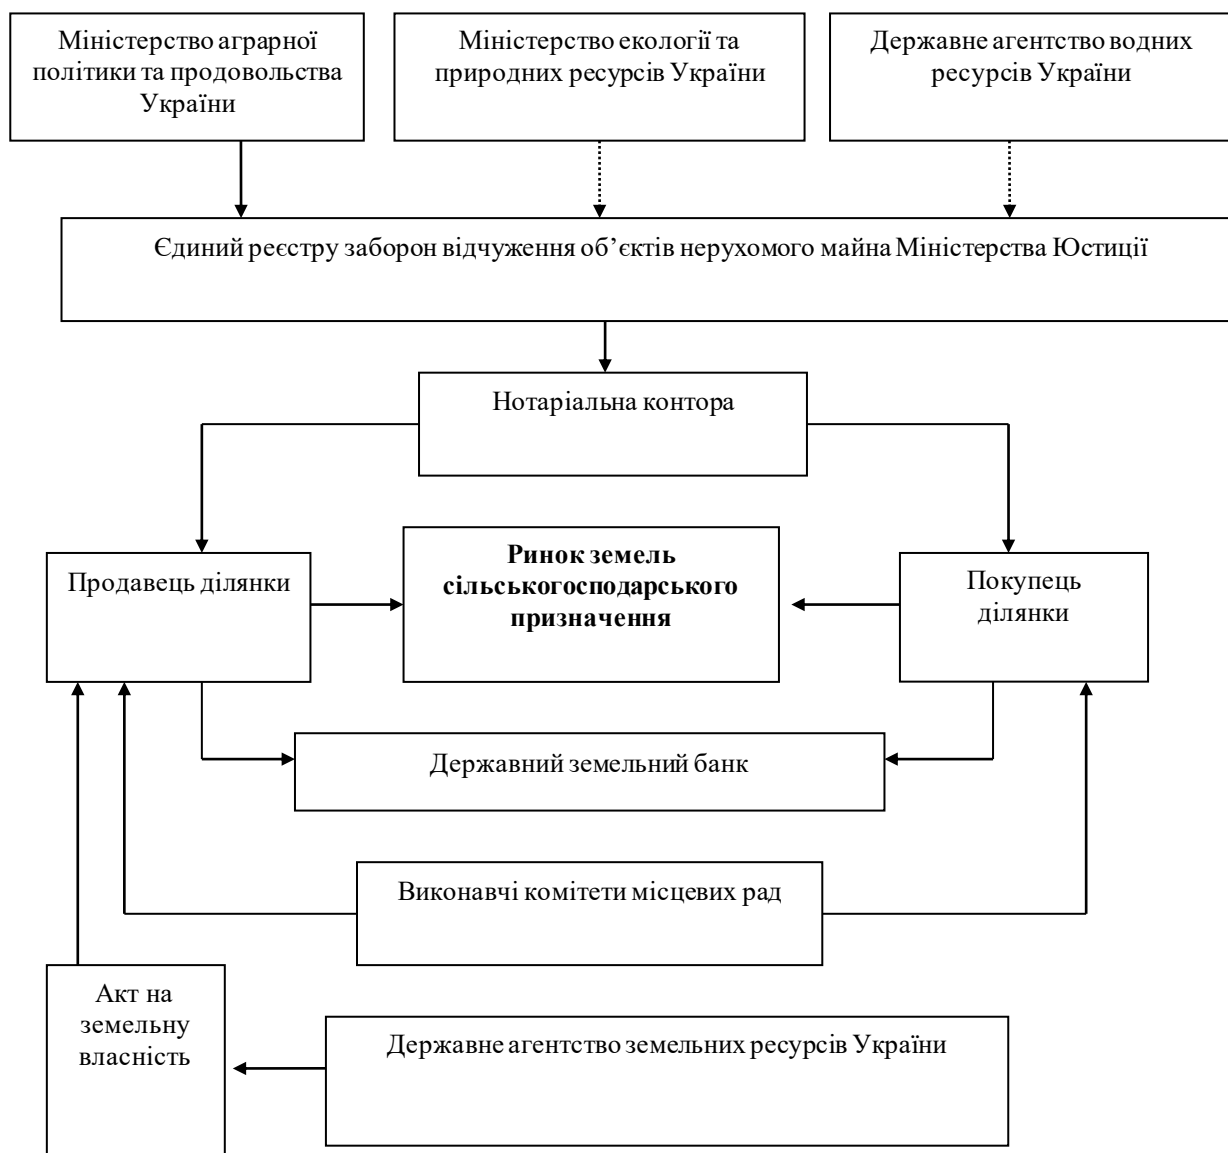 Міністерство аграрної
політики та продовольства
України
Міністерство екології та
природних ресурсів України
Державне агентство водних
ресурсів України
Єдиний реєстру заборон відчуження об’єктів нерухомого майна Міністерства Юстиції
Нотаріальна контора
Продавець ділянки
Ринок земель
сільськогосподарського
призначення
Покупець
ділянки
Державний земельний банк
Виконавчі комітети місцевих рад
Акт на
земельну
власність
Державне агентство земельних ресурсів України